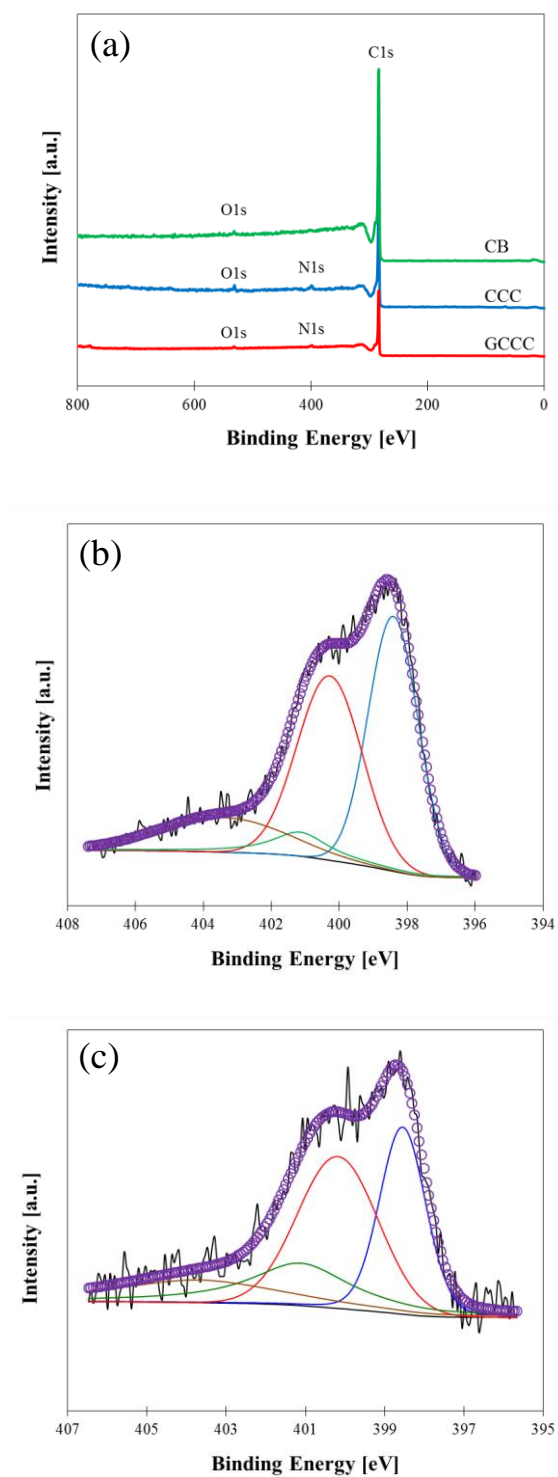 (a)
C1s
O1s
CB
O1s N1s
CCC
O1s N1s
GCCC
Intensity [a.u.]
800 600 400 200 0
Binding Energy [eV]
(b)
Intensity [a.u.]
408 406 404 402 400 398 396 394
Binding Energy [eV]
(c)
Intensity [a.u.]
407 405 403 401 399 397 395
Binding Energy [eV]